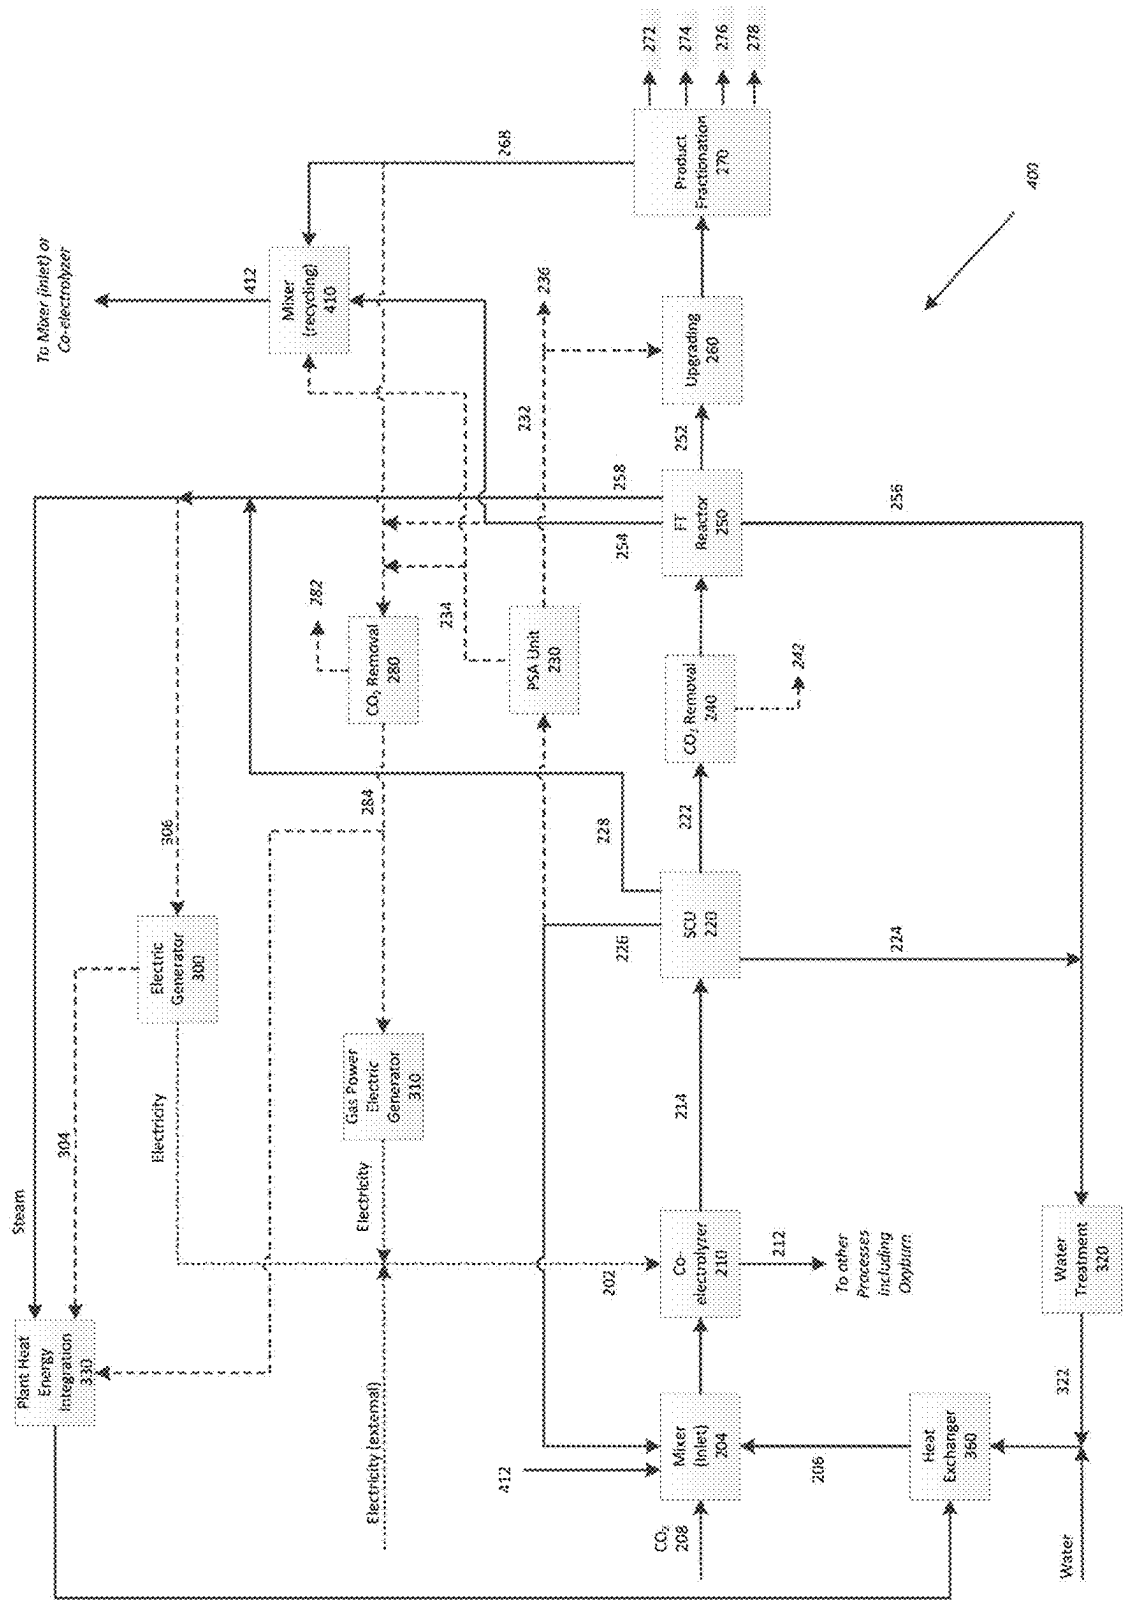 To Mixer (inlet) or
Co-electrolyzer
412
Mixer
(recycling)
410
268
272
274
276
278
Product
Fractionation
270
400
236
232
Upgrading
260
252
258
254
FT
Reactor
250
256
282
234
CO₂ Removal
280
PSA Unit
230
CO₂ Removal
240
242
284
306
228
222
226
SCU
220
224
Electric
Generator
300
Gas Power
Electric
Generator
310
Electricity
Electricity
304
Steam
214
202
Co-
electrolyzer
210
212
To other
Processes
including
Oxyburn
Water
Treatment
320
322
Plant Heat
Energy
Integration
330
Electricity (external)
412
Mixer
(inlet)
204
206
Heat
Exchanger
360
CO₂
208
Water